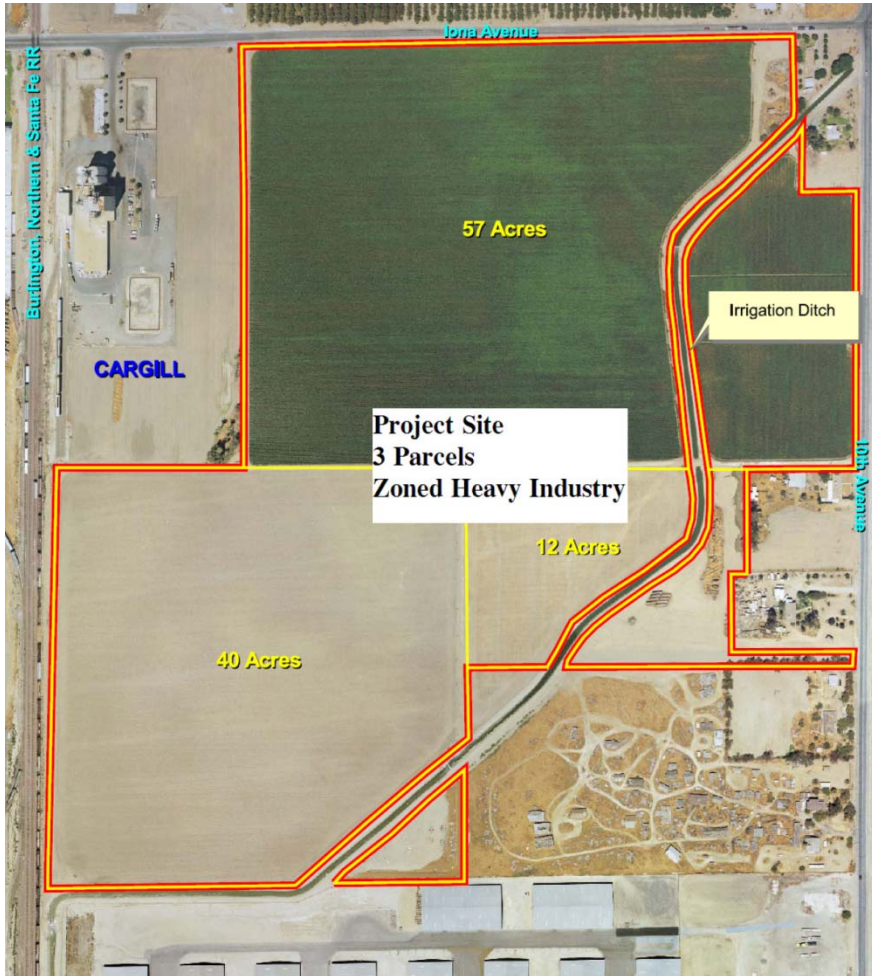 Iona Avenue
Burlington, Northern & Santa Fe RR
57 Acres
Irrigation Ditch
CARGILL
Project Site
3 Parcels
Zoned Heavy Industry
10th Avenue
12 Acres
40 Acres